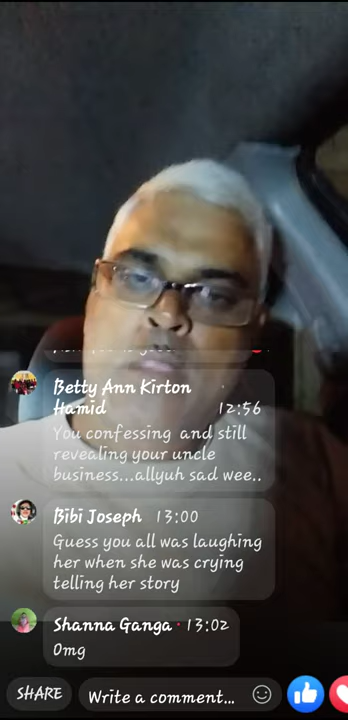 Betty Ann Kirton
Hamid 12:56
You confessing and still
revealing your uncle
business...allyuh sad wee..
Bibi Joseph 13:00
Guess you all was laughing
her when she was crying
telling her story
Shanna Ganga · 13:02
Omg
SHARE Write a comment...